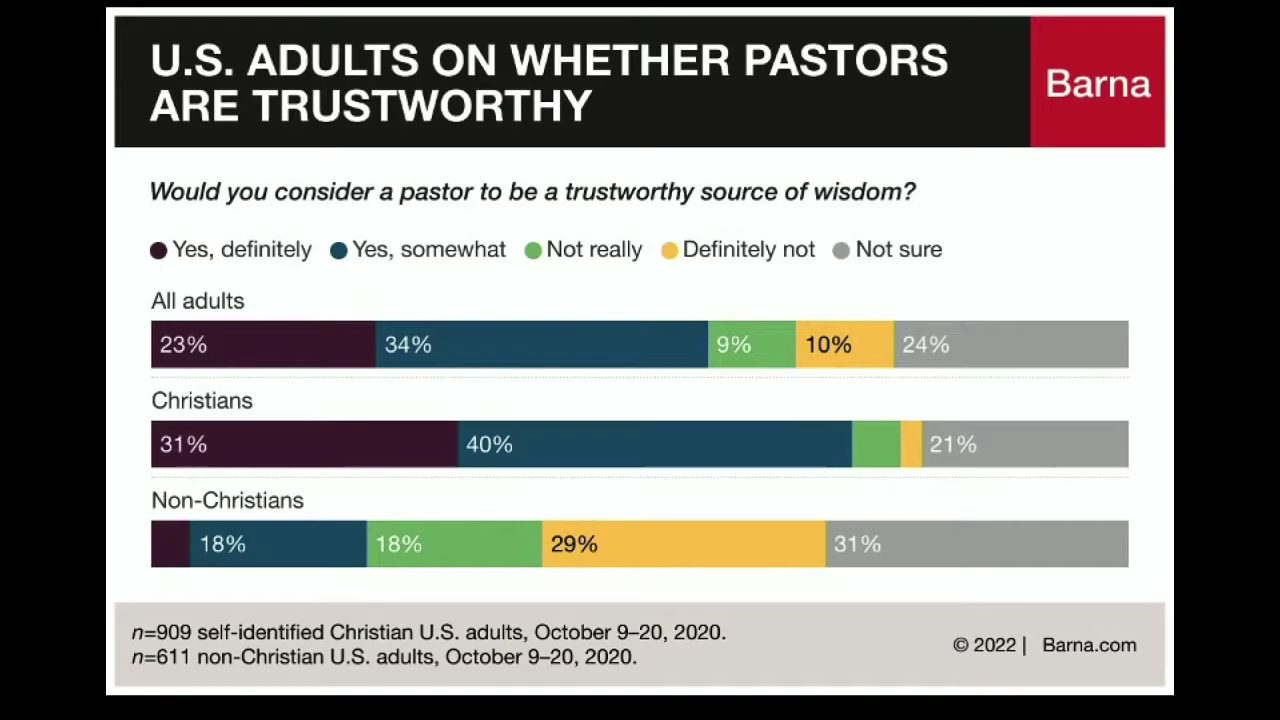 U.S. ADULTS ON WHETHER PASTORS
ARE TRUSTWORTHY
Barna
Would you consider a pastor to be a trustworthy source of wisdom?
Yes, definitely Yes, somewhat Not really Definitely not Not sure
All adults
23% 34% 9% 10% 24%
Christians
31% 40% 21%
Non-Christians
18% 18% 29% 31%
n=909 self-identified Christian U.S. adults, October 9–20, 2020.
n=611 non-Christian U.S. adults, October 9–20, 2020.
© 2022 | Barna.com